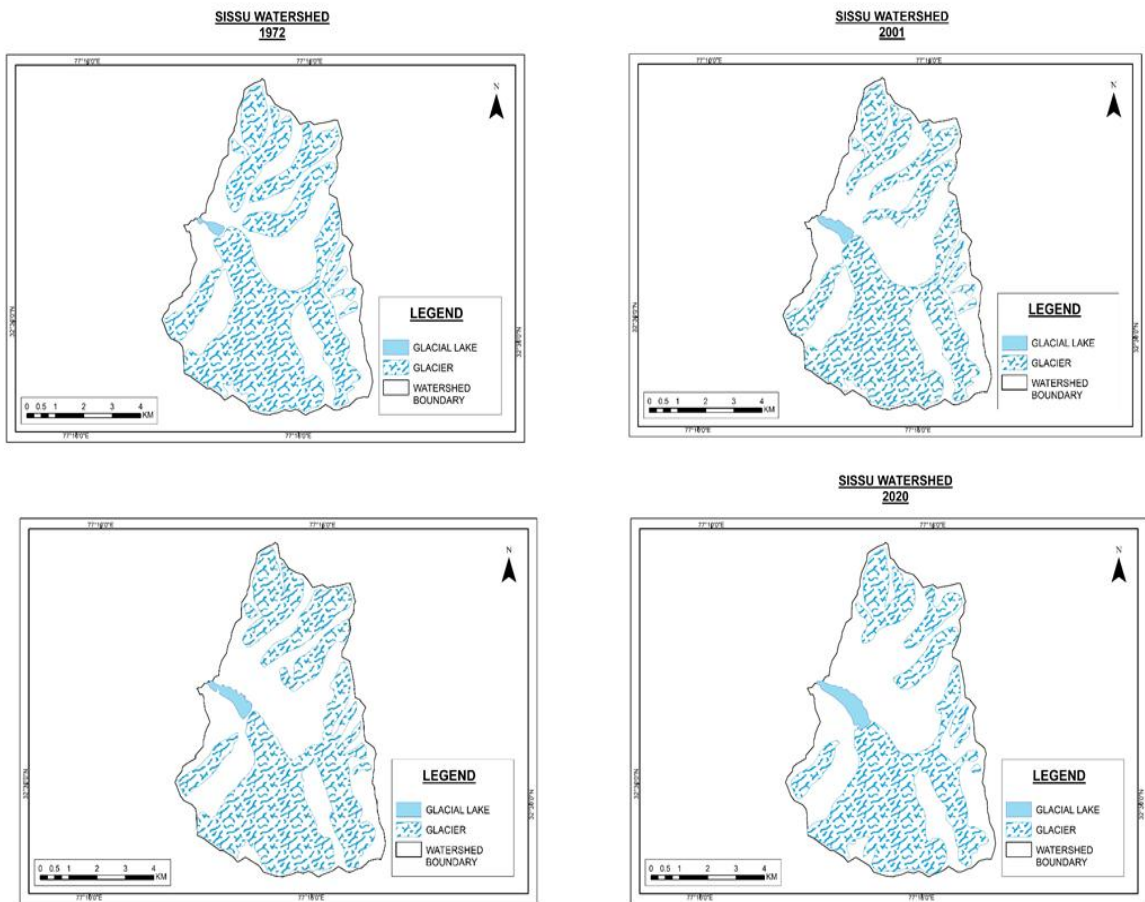 SISSU WATERSHED
1972
N
LEGEND
GLACIAL LAKE
GLACIER
WATERSHED
BOUNDARY
0 0.5 1 2 3 4
KM
SISSU WATERSHED
2001
N
LEGEND
GLACIAL LAKE
GLACIER
WATERSHED
BOUNDARY
0 0.5 1 2 3 4
KM
N
LEGEND
GLACIAL LAKE
GLACIER
WATERSHED
BOUNDARY
0 0.5 1 2 3 4
KM
SISSU WATERSHED
2020
N
LEGEND
GLACIAL LAKE
GLACIER
WATERSHED
BOUNDARY
0 0.5 1 2 3 4
KM